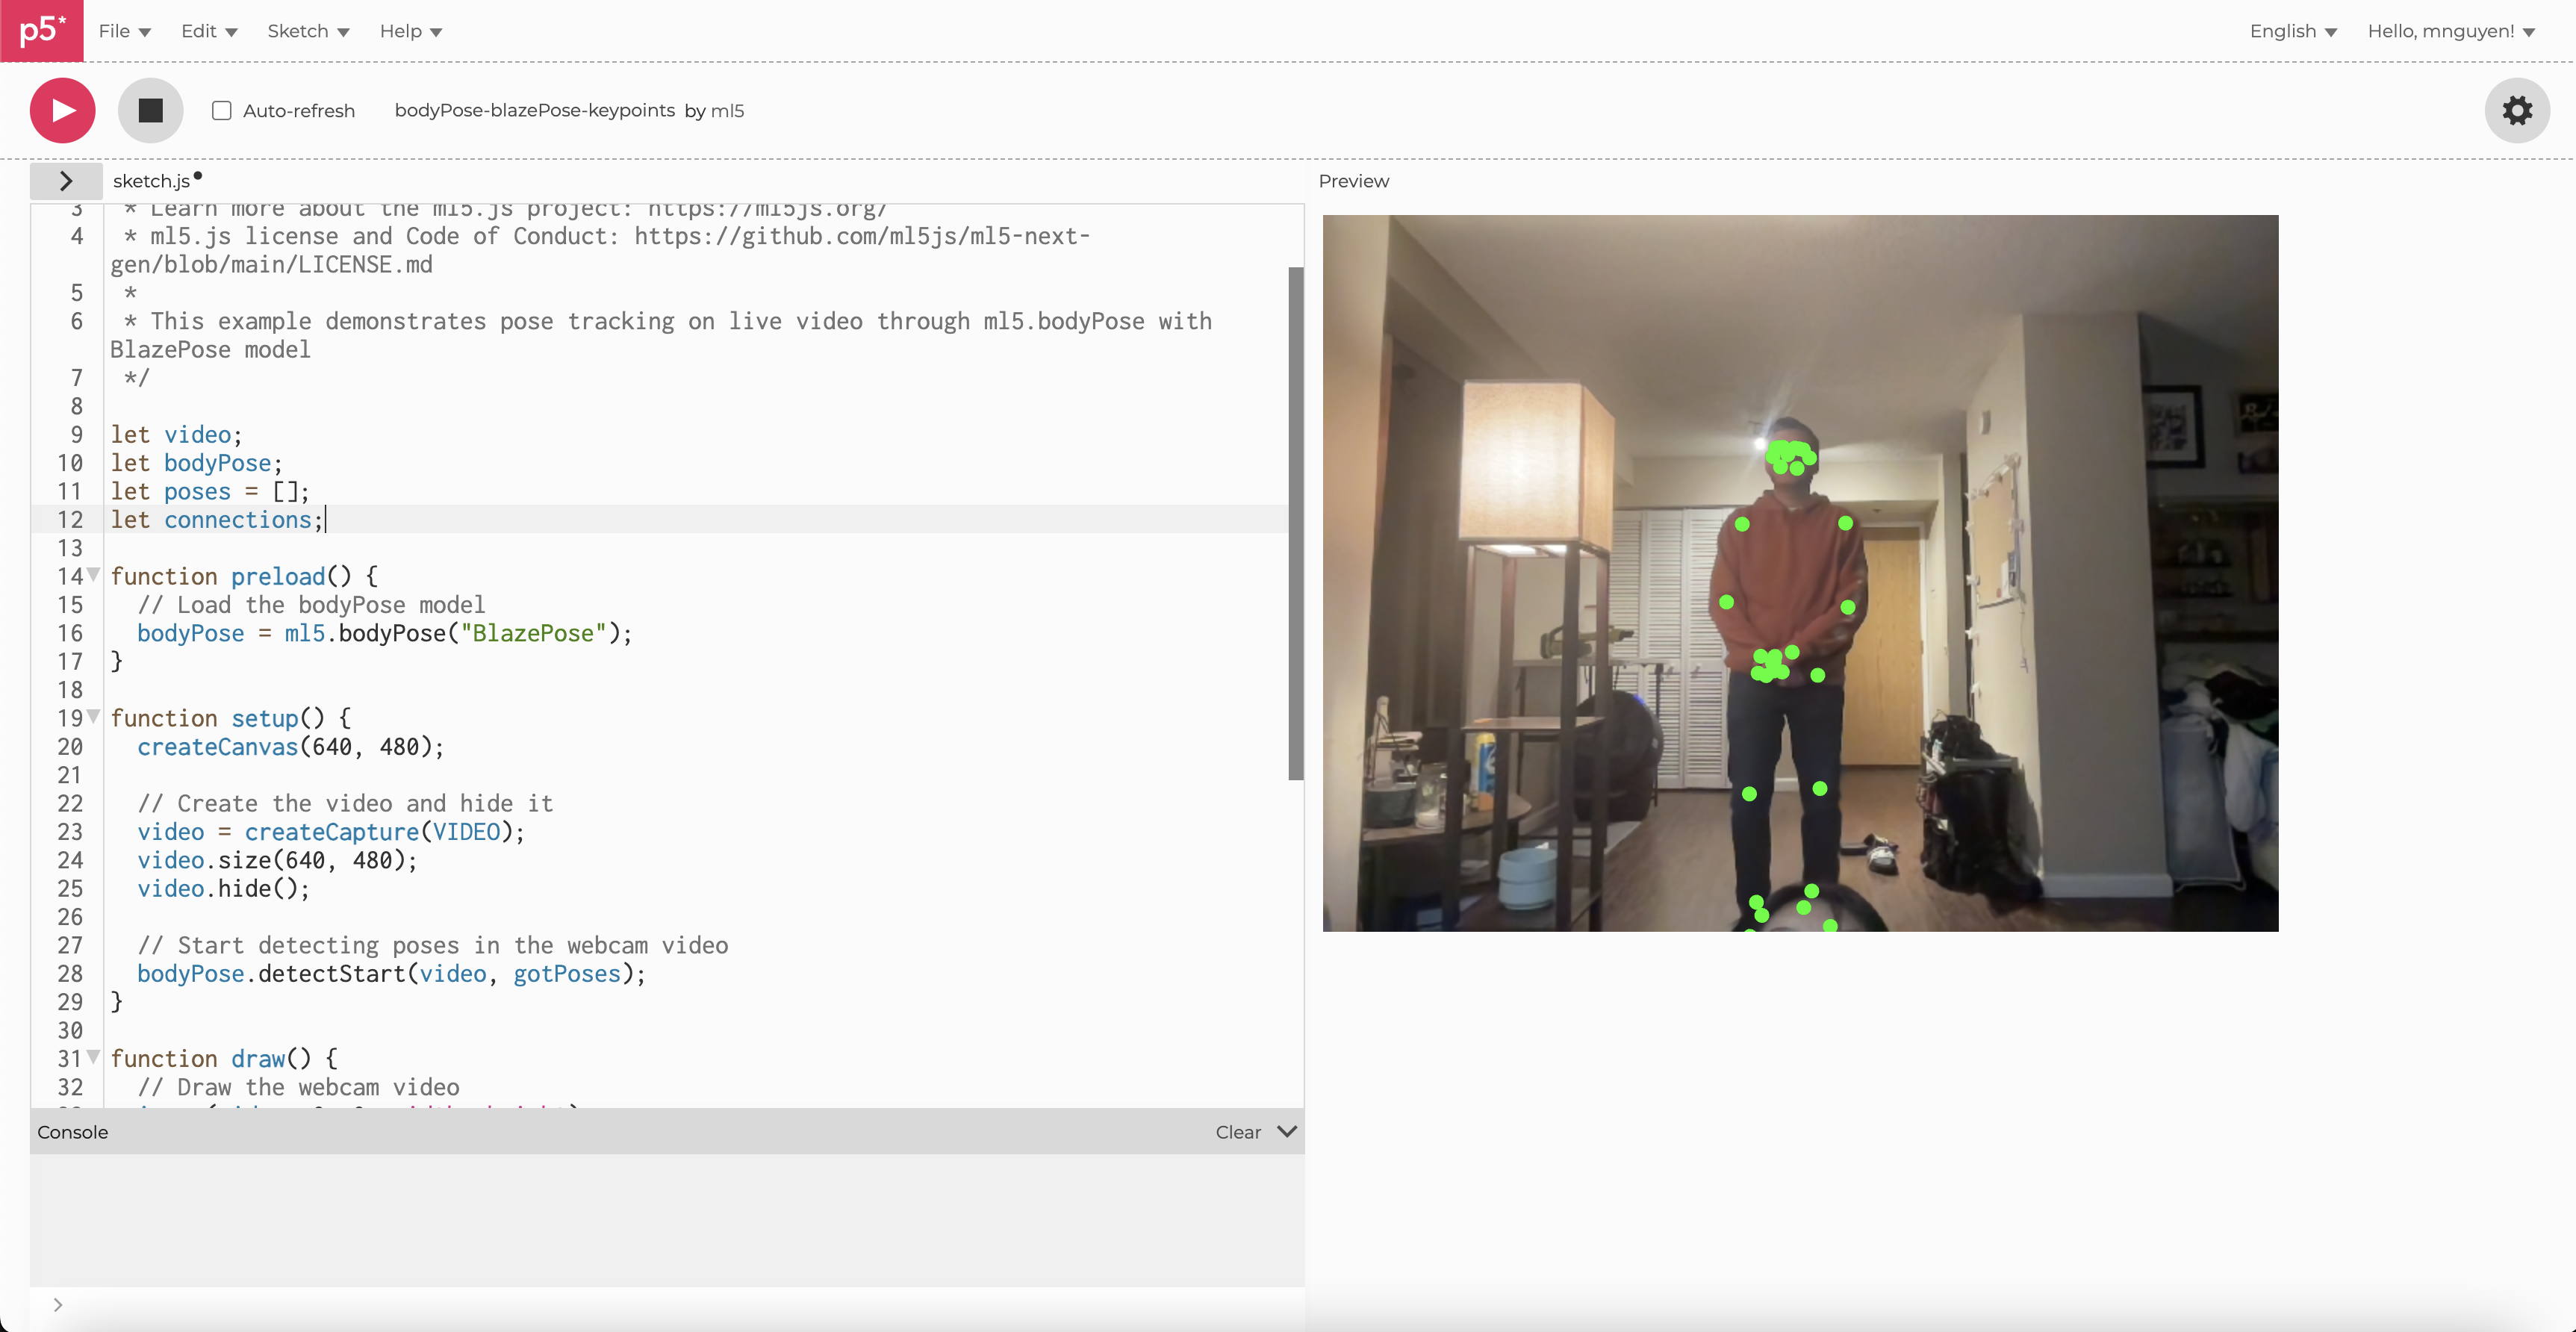 p5*
File Edit Sketch Help English Hello, mnguyen!
Auto-refresh bodyPose-blazePose-keypoints by ml5
> sketch.js Preview
3 * Learn more about the ml5.js project: https://ml5js.org/
4 * ml5.js license and Code of Conduct: https://github.com/ml5js/ml5-next-
gen/blob/main/LICENSE.md
5 *
6 * This example demonstrates pose tracking on live video through ml5.bodyPose with
BlazePose model
7 */
8
9 let video;
10 let bodyPose;
11 let poses = [];
12 let connections;
13
14 function preload() {
15 // Load the bodyPose model
16 bodyPose = ml5.bodyPose("BlazePose");
17 }
18
19 function setup() {
20 createCanvas(640, 480);
21
22 // Create the video and hide it
23 video = createCapture(VIDEO);
24 video.size(640, 480);
25 video.hide();
26
27 // Start detecting poses in the webcam video
28 bodyPose.detectStart(video, gotPoses);
29 }
30
31 function draw() {
32 // Draw the webcam video
Console Clear
>